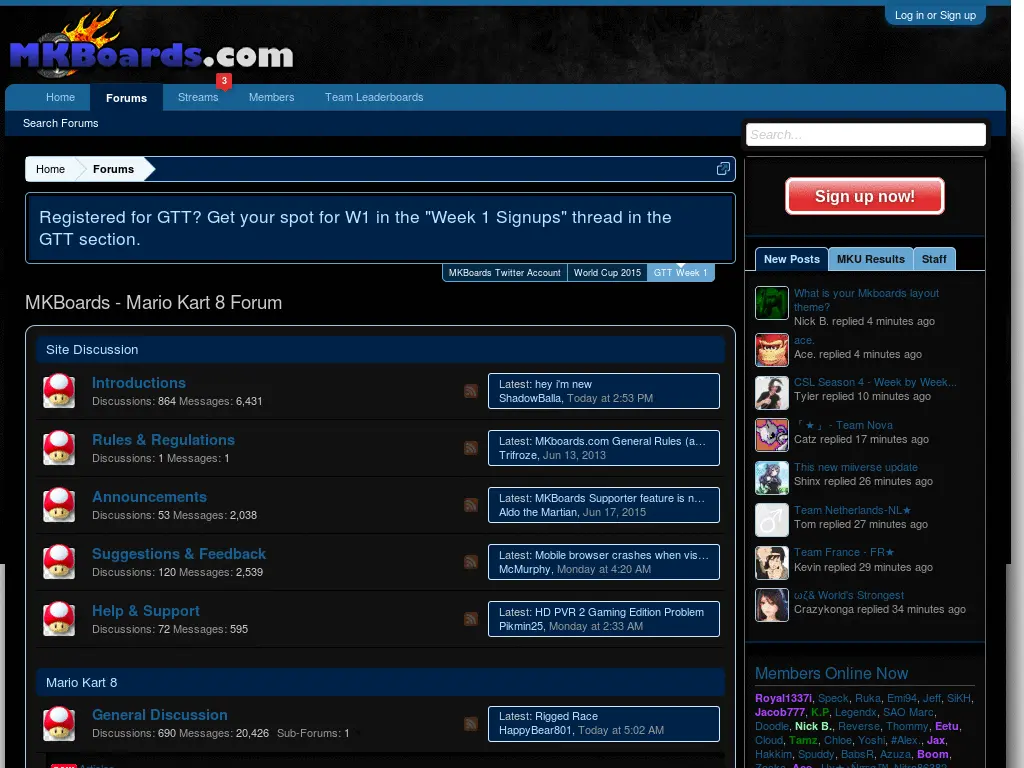 Log in or Sign up
MKBoards.com
3
Home
Forums
Streams
Members
Team Leaderboards
Search Forums
Search...
Home
Forums
Registered for GTT? Get your spot for W1 in the "Week 1 Signups" thread in the
GTT section.
MKBoards Twitter Account
World Cup 2015
GTT Week 1
MKBoards - Mario Kart 8 Forum
Site Discussion
Introductions
Discussions: 864 Messages: 6,431
Latest: hey i'm new
ShadowBalla, Today at 2:53 PM
Rules & Regulations
Discussions: 1 Messages: 1
Latest: MKboards.com General Rules (a...
Trifroze, Jun 13, 2013
Announcements
Discussions: 53 Messages: 2,038
Latest: MKBoards Supporter feature is n...
Aldo the Martian, Jun 17, 2015
Suggestions & Feedback
Discussions: 120 Messages: 2,539
Latest: Mobile browser crashes when vis...
McMurphy, Monday at 4:20 AM
Help & Support
Discussions: 72 Messages: 595
Latest: HD PVR 2 Gaming Edition Problem
Pikmin25, Monday at 2:33 AM
Mario Kart 8
General Discussion
Discussions: 690 Messages: 20,426 Sub-Forums: 1
Latest: Rigged Race
HappyBear801, Today at 5:02 AM
Sign up now!
New Posts
MKU Results
Staff
What is your Mkboards layout
theme?
Nick B. replied 4 minutes ago
ace.
Ace. replied 4 minutes ago
CSL Season 4 - Week by Week...
Tyler replied 10 minutes ago
「 ★ 」 - Team Nova
Catz replied 17 minutes ago
This new miiverse update
Shinx replied 26 minutes ago
Team Netherlands-NL★
Tom replied 27 minutes ago
Team France - FR★
Kevin replied 29 minutes ago
ωζ& World's Strongest
Crazykonga replied 34 minutes ago
Members Online Now
Royal1337i, Speck, Ruka, Emi94, Jeff, SiKH,
Jacob777, K.P, Legendx, SAO Marc,
Doodle, Nick B., Reverse, Thommy, Eetu,
Cloud, Tamz, Chloe, Yoshi, #Alex., Jax,
Hakkim, Spuddy, BabsR, Azuza, Boom,